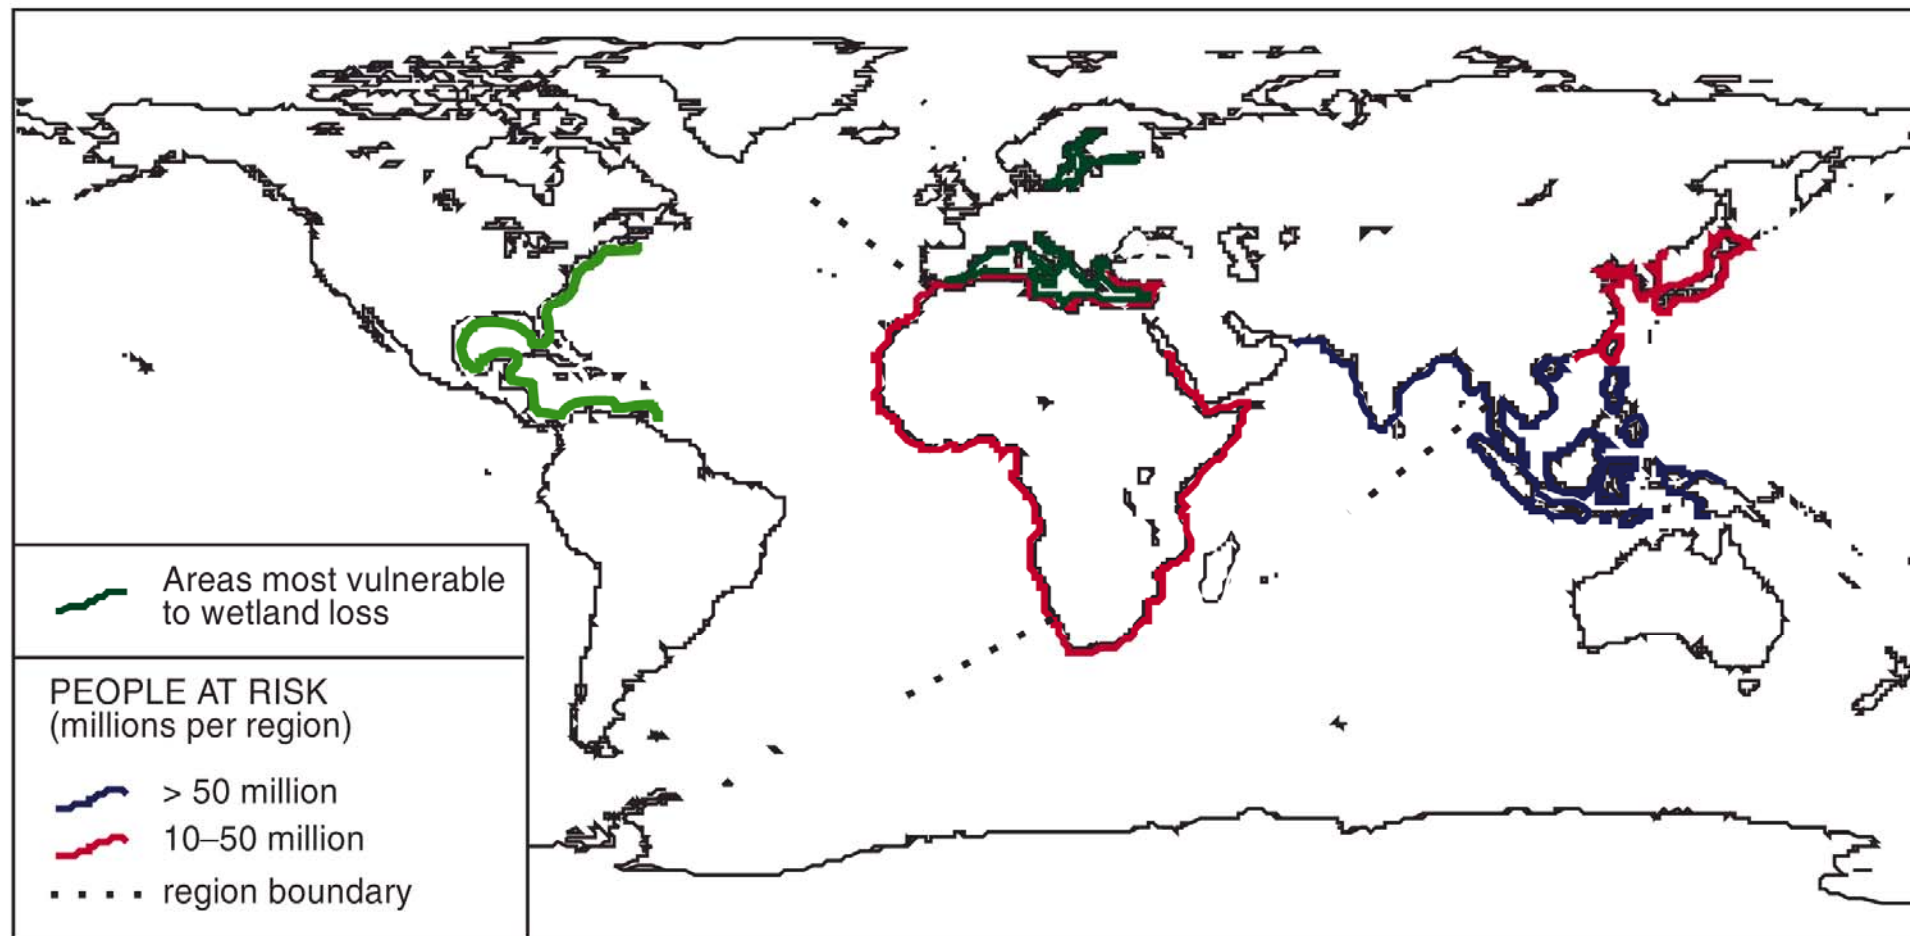 Areas most vulnerable
to wetland loss
PEOPLE AT RISK
(millions per region)
> 50 million
10–50 million
region boundary